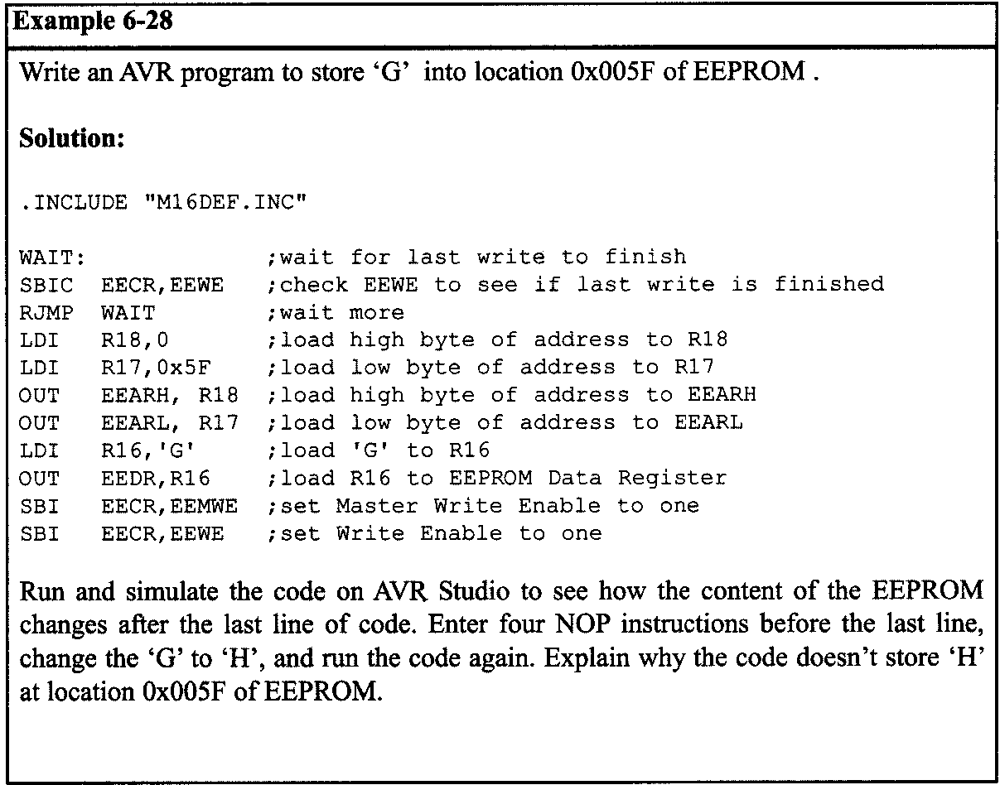 Example 6-28
Write an AVR program to store ‘G’ into location 0x005F of EEPROM .
Solution:
.INCLUDE "M16DEF.INC"
WAIT: ;wait for last write to finish
SBIC EECR,EEWE ;check EEWE to see if last write is finished
RJMP WAIT ;wait more
LDI R18,0 ;load high byte of address to R18
LDI R17,0x5F ;load low byte of address to R17
OUT EEARH, R18 ;load high byte of address to EEARH
OUT EEARL, R17 ;load low byte of address to EEARL
LDI R16,'G' ;load 'G' to R16
OUT EEDR,R16 ;load R16 to EEPROM Data Register
SBI EECR,EEMWE ;set Master Write Enable to one
SBI EECR,EEWE ;set Write Enable to one
Run and simulate the code on AVR Studio to see how the content of the EEPROM
changes after the last line of code. Enter four NOP instructions before the last line,
change the ‘G’ to ‘H’, and run the code again. Explain why the code doesn’t store ‘H’
at location 0x005F of EEPROM.